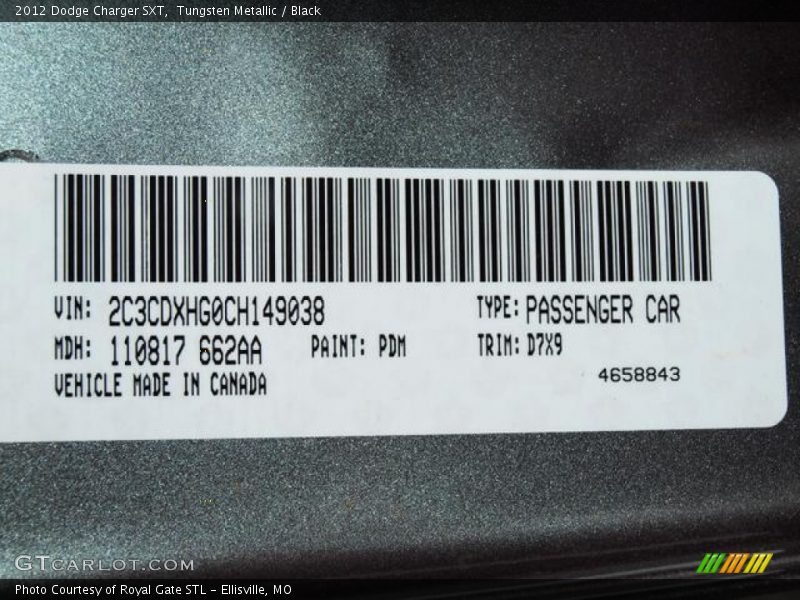 2012 Dodge Charger SXT, Tungsten Metallic / Black
VIN: 2C3CDXHG0CH149038 TYPE: PASSENGER CAR
MDH: 110817 662AA PAINT: PDM TRIM: D7X9
VEHICLE MADE IN CANADA 4658843
GTCARLOT.COM
Photo Courtesy of Royal Gate STL - Ellisville, MO